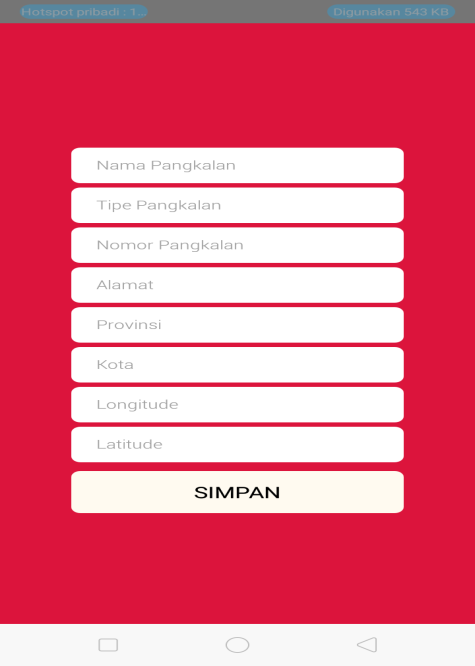 Hotspot pribadi : 1...
Digunakan 543 KB
Nama Pangkalan
Tipe Pangkalan
Nomor Pangkalan
Alamat
Provinsi
Kota
Longitude
Latitude
SIMPAN